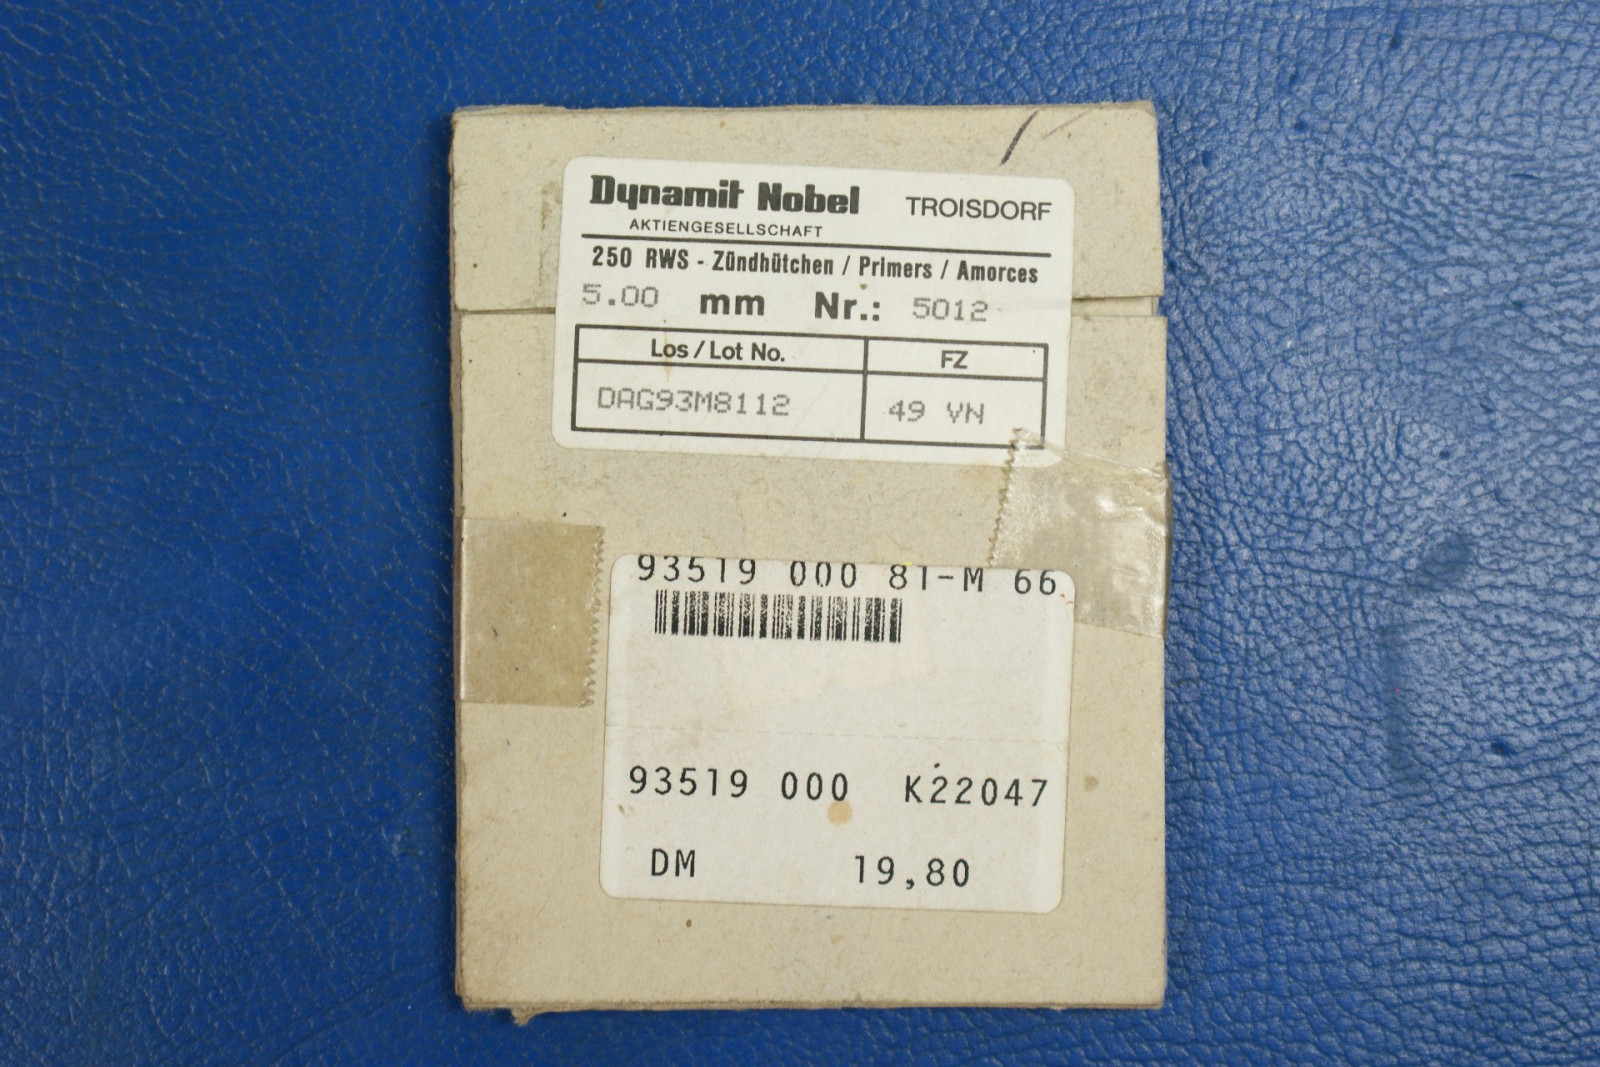 Dynamit Nobel TROISDORF
AKTIENGESELLSCHAFT
250 RWS - Zündhütchen / Primers / Amorces
5.00 mm Nr.: 5012
Los / Lot No. FZ
DAG93M8112 49 VN
93519 000 81-M 66
93519 000 K22047
DM 19,80